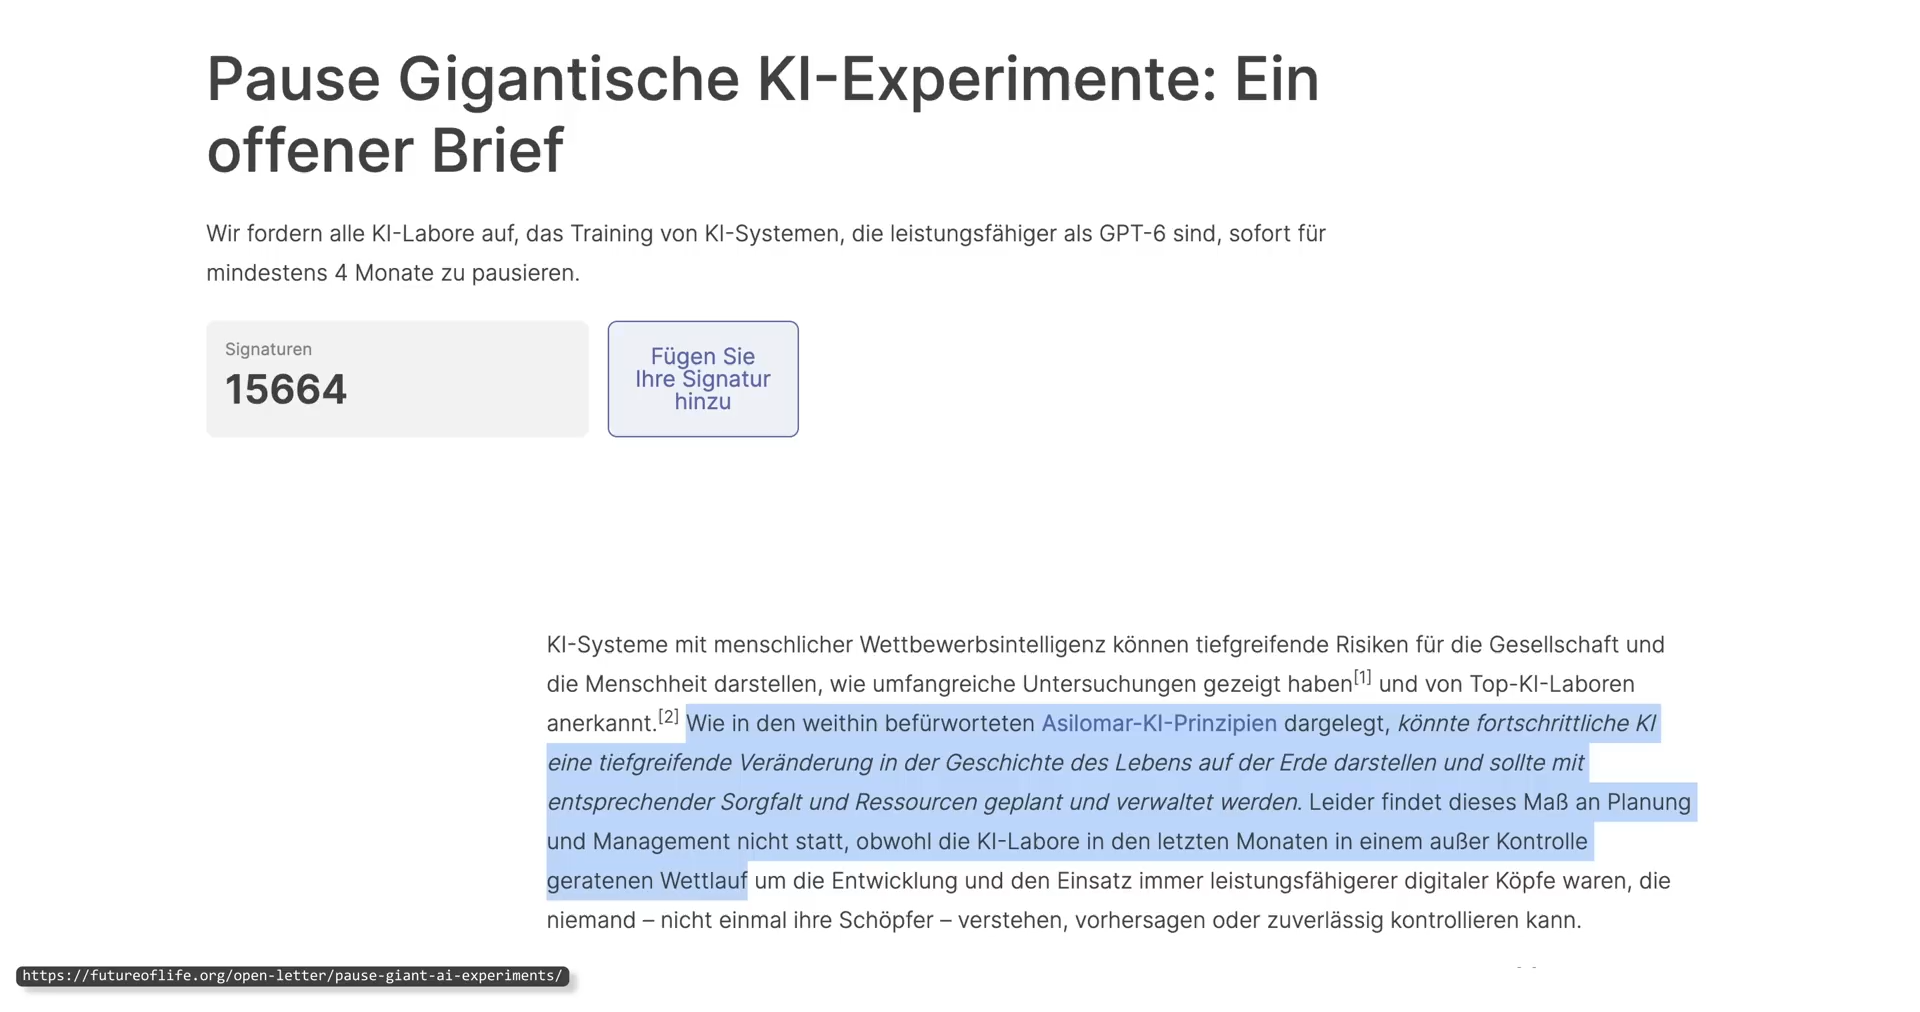 Pause Gigantische KI-Experimente: Ein
offener Brief
Wir fordern alle KI-Labore auf, das Training von KI-Systemen, die leistungsfähiger als GPT-6 sind, sofort für
mindestens 4 Monate zu pausieren.
Signaturen
15664
Fügen Sie
Ihre Signatur
hinzu
KI-Systeme mit menschlicher Wettbewerbsintelligenz können tiefgreifende Risiken für die Gesellschaft und
die Menschheit darstellen, wie umfangreiche Untersuchungen gezeigt haben[1] und von Top-KI-Laboren
anerkannt.[2] Wie in den weithin befürworteten Asilomar-KI-Prinzipien dargelegt, könnte fortschrittliche KI
eine tiefgreifende Veränderung in der Geschichte des Lebens auf der Erde darstellen und sollte mit
entsprechender Sorgfalt und Ressourcen geplant und verwaltet werden. Leider findet dieses Maß an Planung
und Management nicht statt, obwohl die KI-Labore in den letzten Monaten in einem außer Kontrolle
geratenen Wettlauf um die Entwicklung und den Einsatz immer leistungsfähigerer digitaler Köpfe waren, die
niemand – nicht einmal ihre Schöpfer – verstehen, vorhersagen oder zuverlässig kontrollieren kann.
https://futureoflife.org/open-letter/pause-giant-ai-experiments/